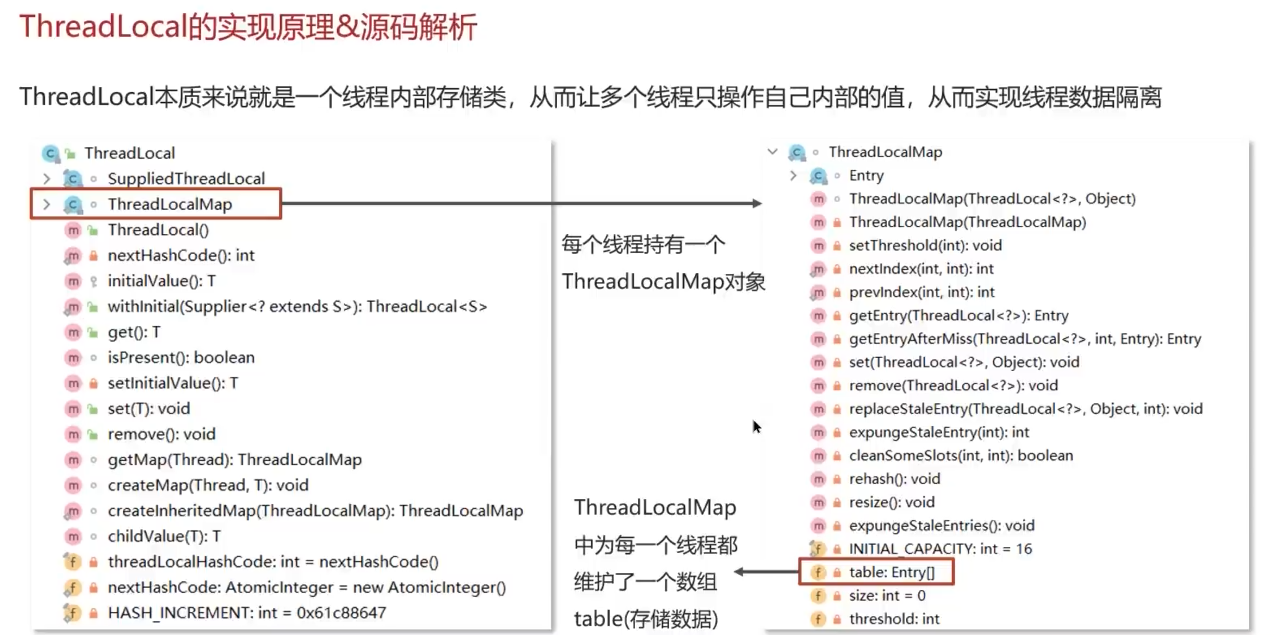 ThreadLocal的实现原理&源码解析
ThreadLocal本质来说就是一个线程内部存储类，从而让多个线程只操作自己内部的值，从而实现线程数据隔离
ThreadLocal
SuppliedThreadLocal
ThreadLocalMap
ThreadLocal()
nextHashCode(): int
initialValue(): T
withInitial(Supplier<? extends S>): ThreadLocal<S>
get(): T
isPresent(): boolean
setInitialValue(): T
set(T): void
remove(): void
getMap(Thread): ThreadLocalMap
createMap(Thread, T): void
createInheritedMap(ThreadLocalMap): ThreadLocalMap
childValue(T): T
threadLocalHashCode: int = nextHashCode()
nextHashCode: AtomicInteger = new AtomicInteger()
HASH_INCREMENT: int = 0x61c88647
每个线程持有一个
ThreadLocalMap对象
ThreadLocalMap
中为每一个线程都
维护了一个数组
table(存储数据)
ThreadLocalMap
Entry
ThreadLocalMap(ThreadLocal<?>, Object)
ThreadLocalMap(ThreadLocalMap)
setThreshold(int): void
nextIndex(int, int): int
prevIndex(int, int): int
getEntry(ThreadLocal<?>): Entry
getEntryAfterMiss(ThreadLocal<?>, int, Entry): Entry
set(ThreadLocal<?>, Object): void
remove(ThreadLocal<?>): void
replaceStaleEntry(ThreadLocal<?>, Object, int): void
expungeStaleEntry(int): int
cleanSomeSlots(int, int): boolean
rehash(): void
resize(): void
expungeStaleEntries(): void
INITIAL_CAPACITY: int = 16
table: Entry[]
size: int = 0
threshold: int